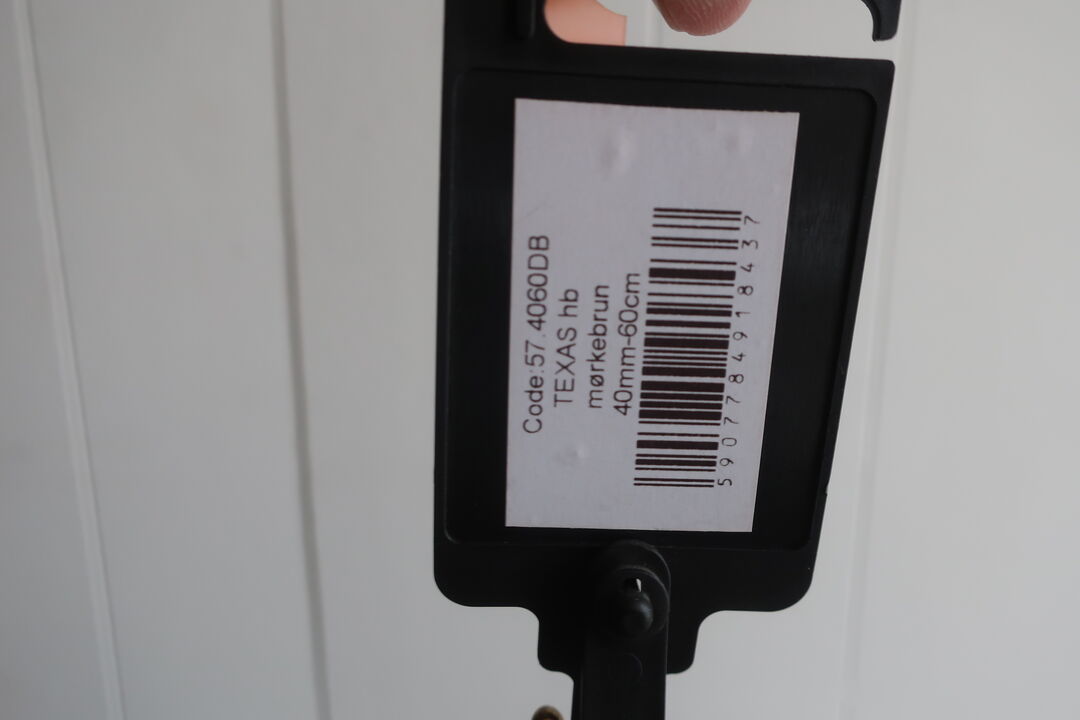 Code:57.4060DB
TEXAS hb
mørkebrun
40mm-60cm
5907784918437